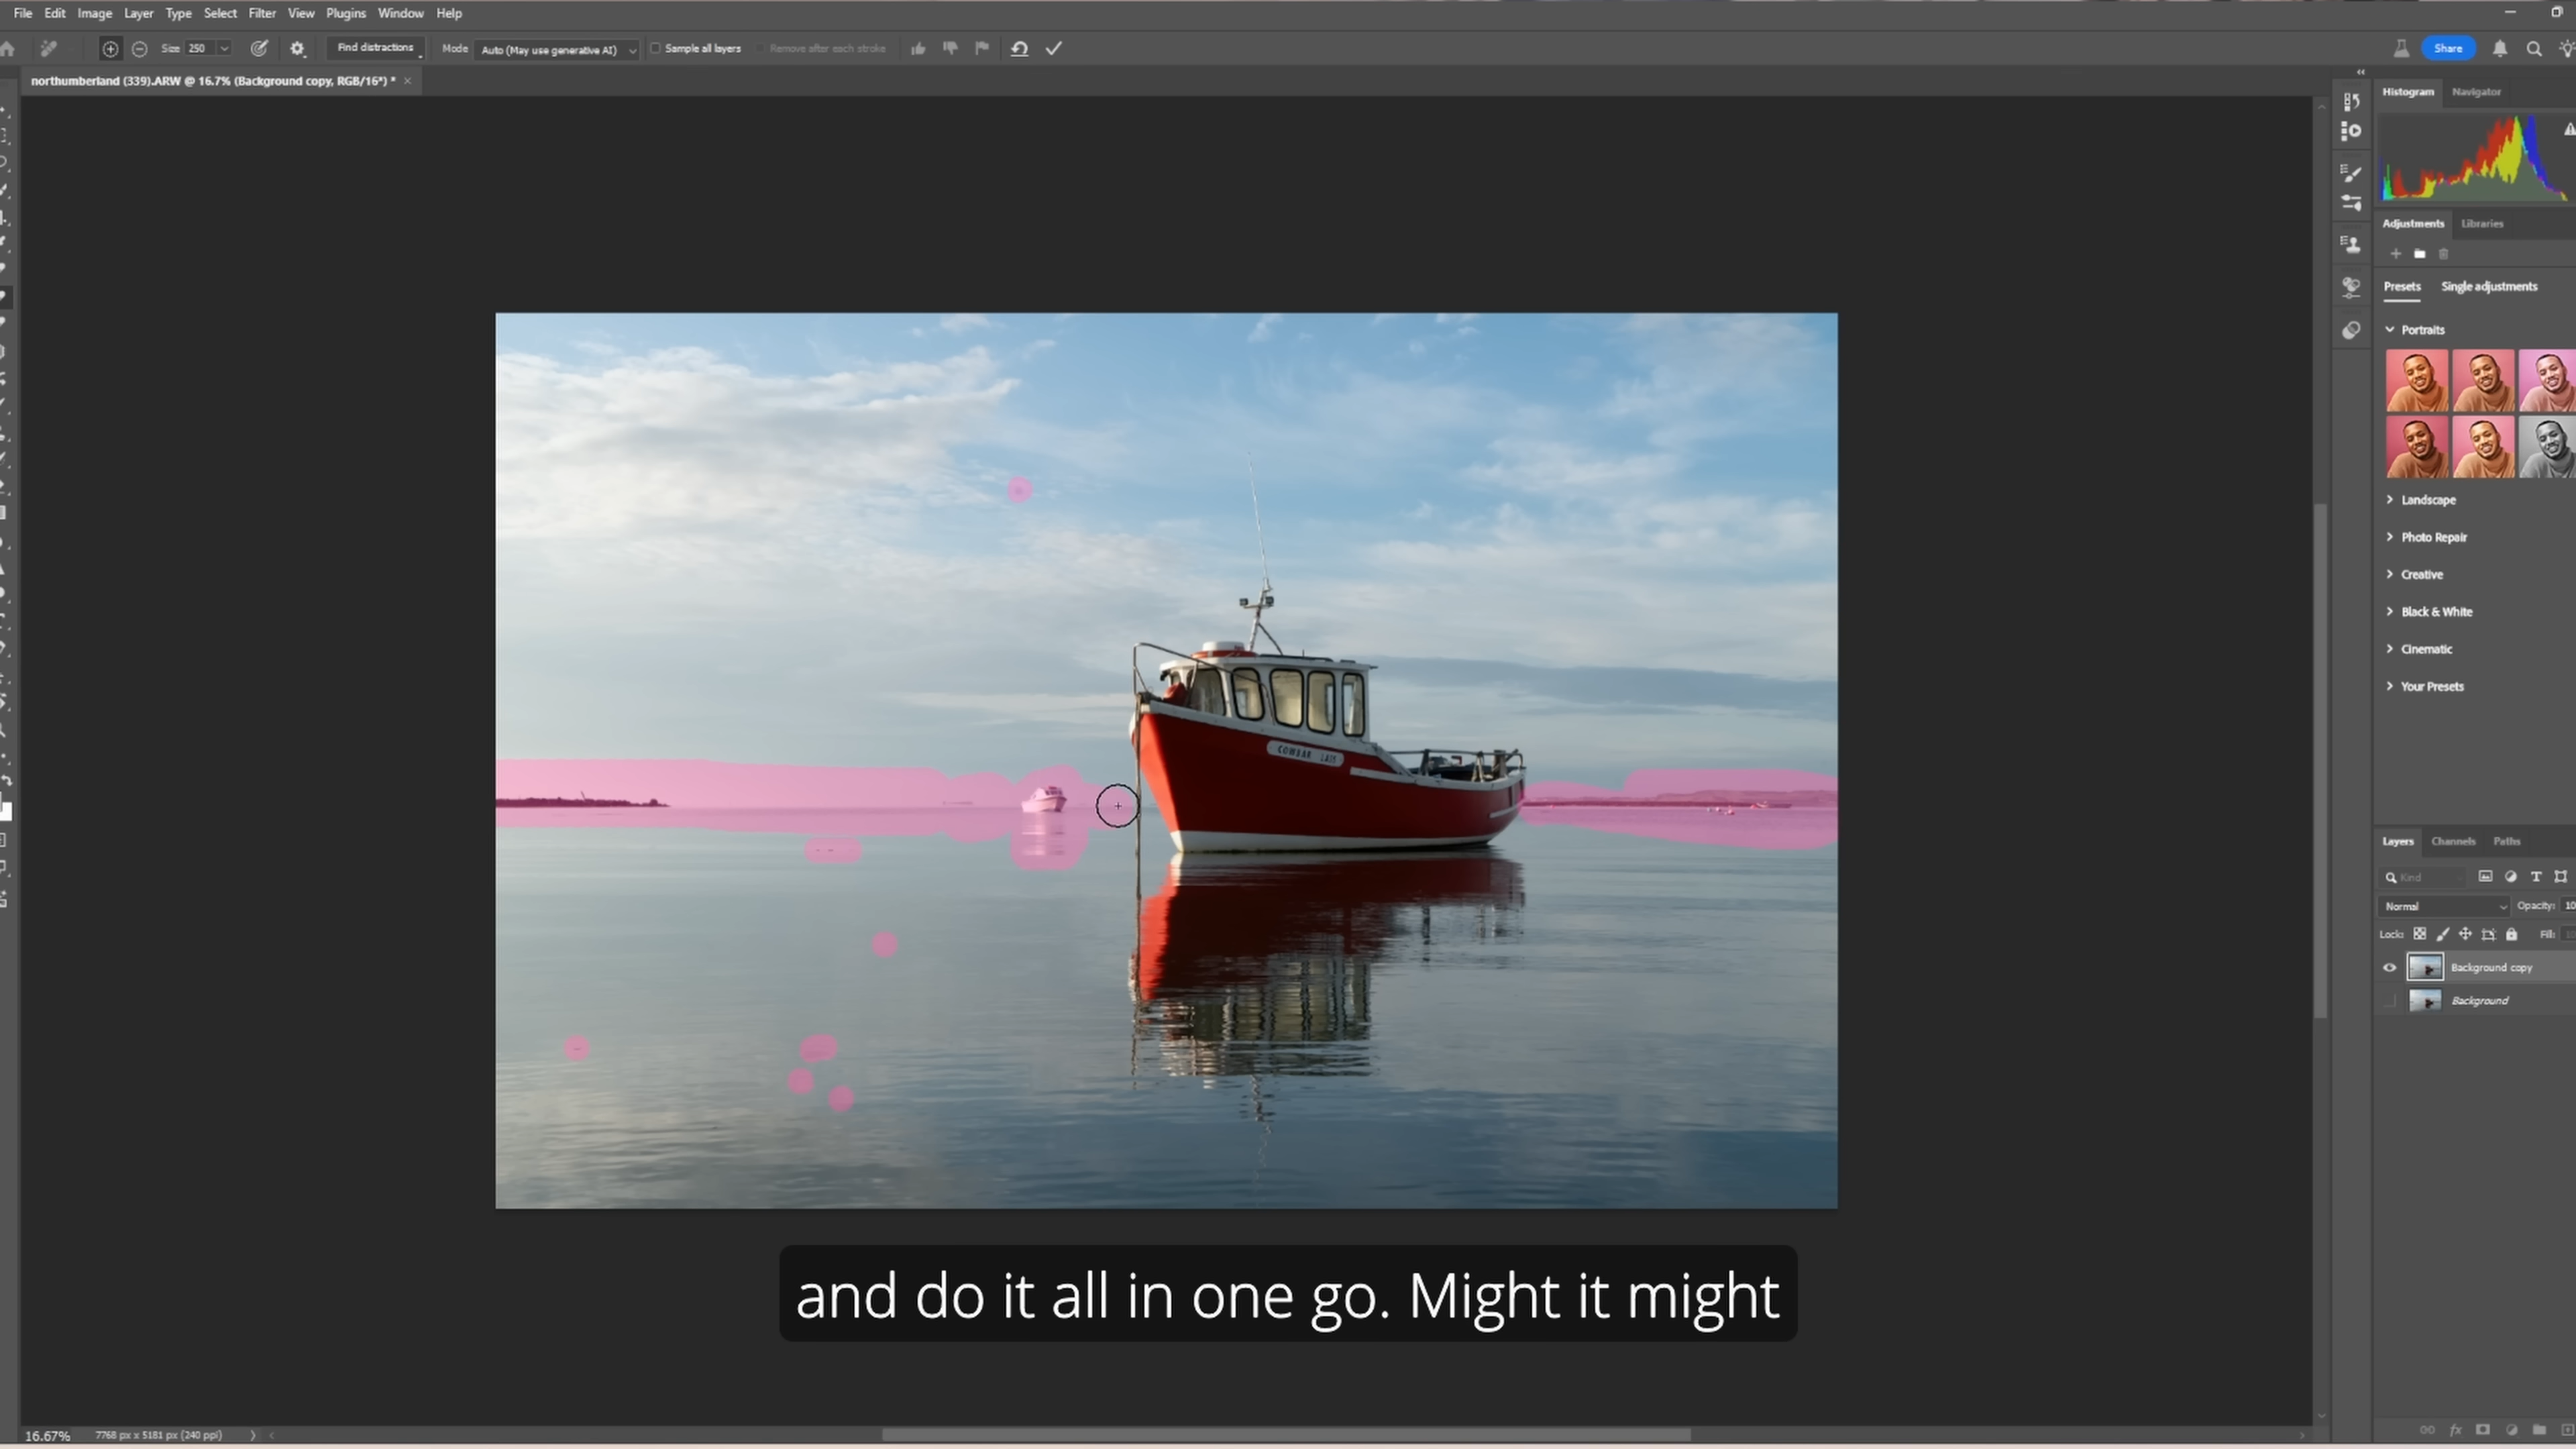 File Edit Image Layer Type Select Filter View Plugins Window Help
Size 250 Find distractions Mode Auto (May use generative AI) Sample all layers Remove after each stroke Share
northumberland (339).ARW @ 16.7% (Background copy, RGB/16*) * ×
Histogram Navigator
Adjustments Libraries
Presets Single adjustments
Portraits
Landscape
Photo Repair
Creative
Black & White
Cinematic
Your Presets
COWBAR LASS
Layers Channels Paths
Kind
Normal Opacity: 10
Lock: Fill:
Background copy
Background
and do it all in one go. Might it might
16.67% 7768 px x 5181 px (240 ppi)